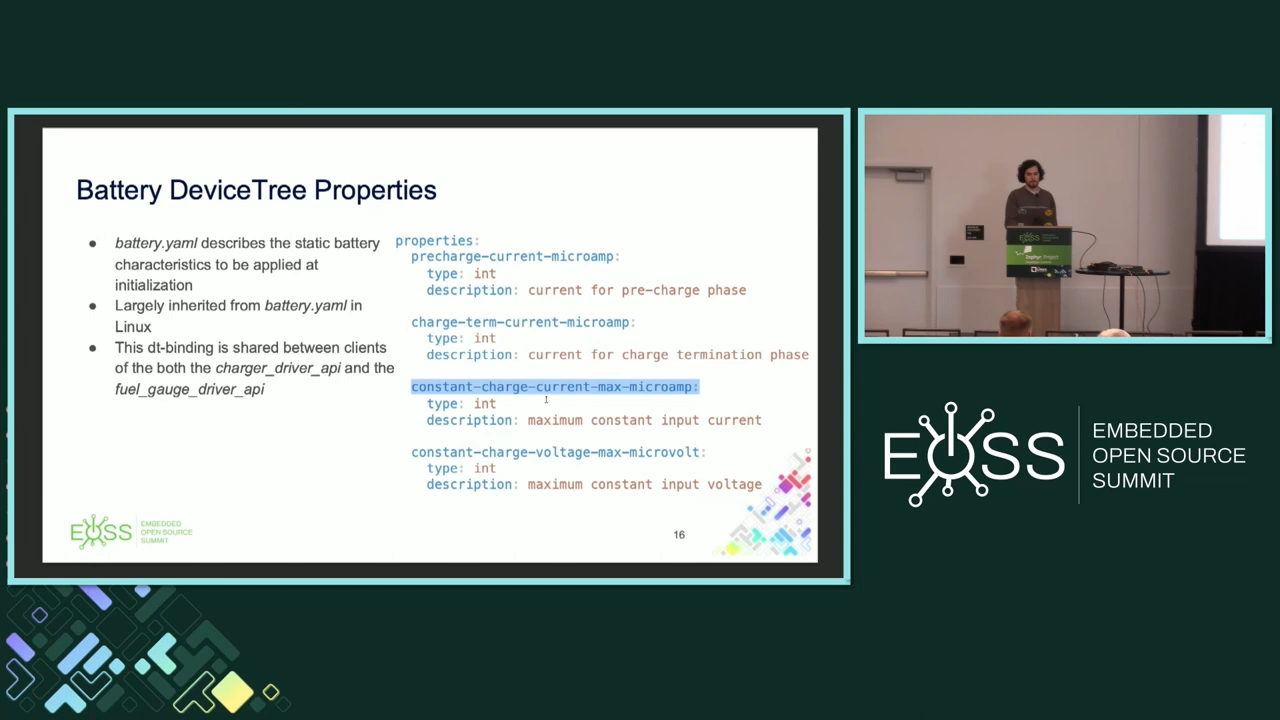 Battery DeviceTree Properties
● battery.yaml describes the static battery
characteristics to be applied at
initialization
● Largely inherited from battery.yaml in
Linux
● This dt-binding is shared between clients
of the both the charger_driver_api and the
fuel_gauge_driver_api
properties:
precharge-current-microamp:
type: int
description: current for pre-charge phase
charge-term-current-microamp:
type: int
description: current for charge termination phase
constant-charge-current-max-microamp:
type: int
description: maximum constant input current
constant-charge-voltage-max-microvolt:
type: int
description: maximum constant input voltage
EOSS
EMBEDDED
OPEN SOURCE
SUMMIT
16
EOSS
Zephyr Project
EOSS
EMBEDDED
OPEN SOURCE
SUMMIT